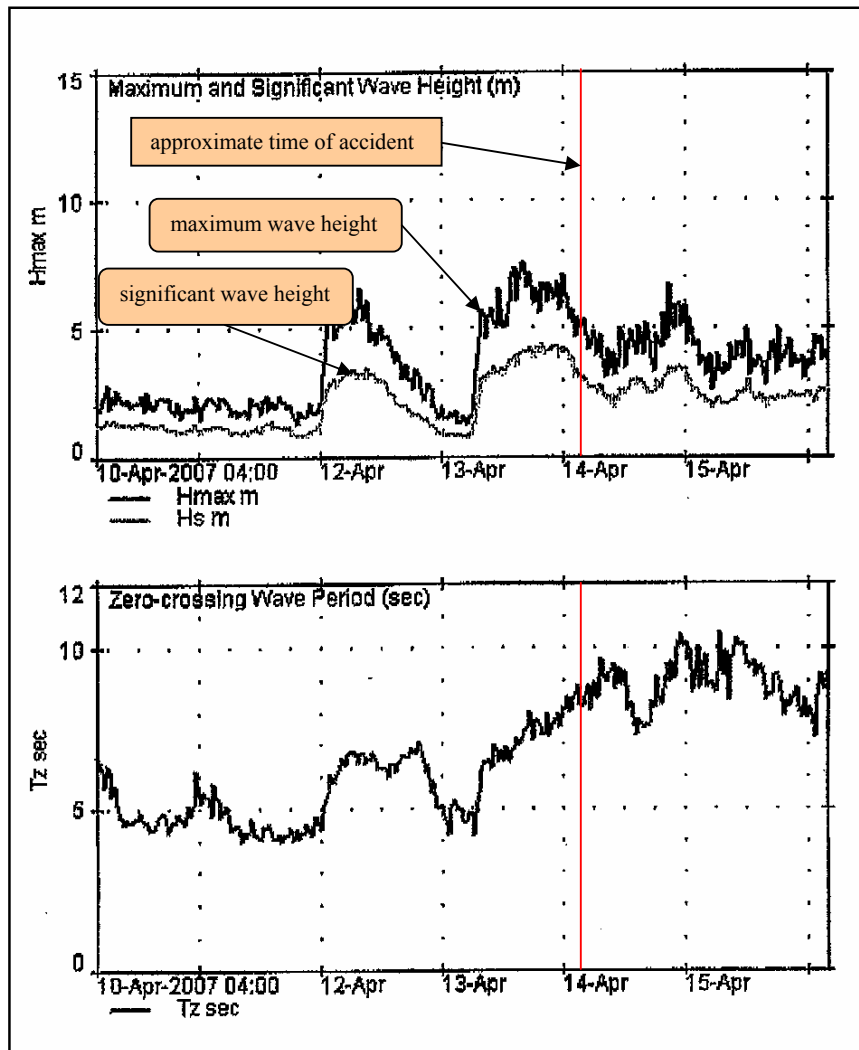 15
Maximum and Significant Wave Height (m)
approximate time of accident
10
maximum wave height
Hmax m
significant wave height
5
0
10-Apr-2007 04:00 12-Apr 13-Apr 14-Apr 15-Apr
Hmax m
Hs m
12
Zero-crossing Wave Period (sec)
10
Tz sec
5
0
10-Apr-2007 04:00 12-Apr 13-Apr 14-Apr 15-Apr
Tz sec